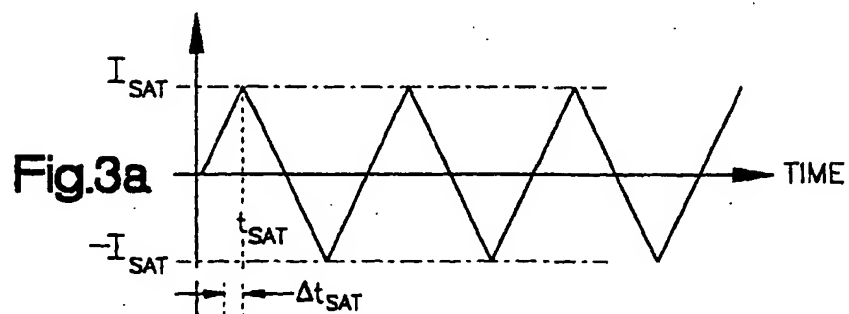 I_SAT
Fig.3a
TIME
t_SAT
-I_SAT
Δt_SAT